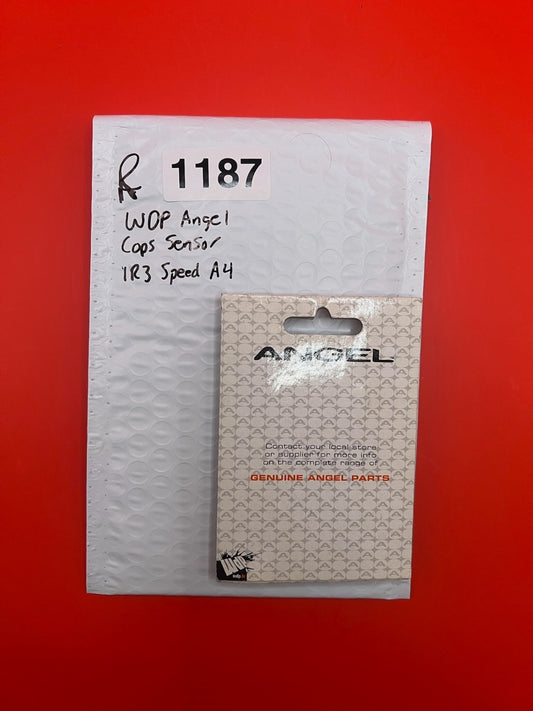 R 1187
WDP Angel
Cops Sensor
IR3 Speed A4
ANGEL
Contact your local store
or supplier for more info
on the complete range of
GENUINE ANGEL PARTS
WDP